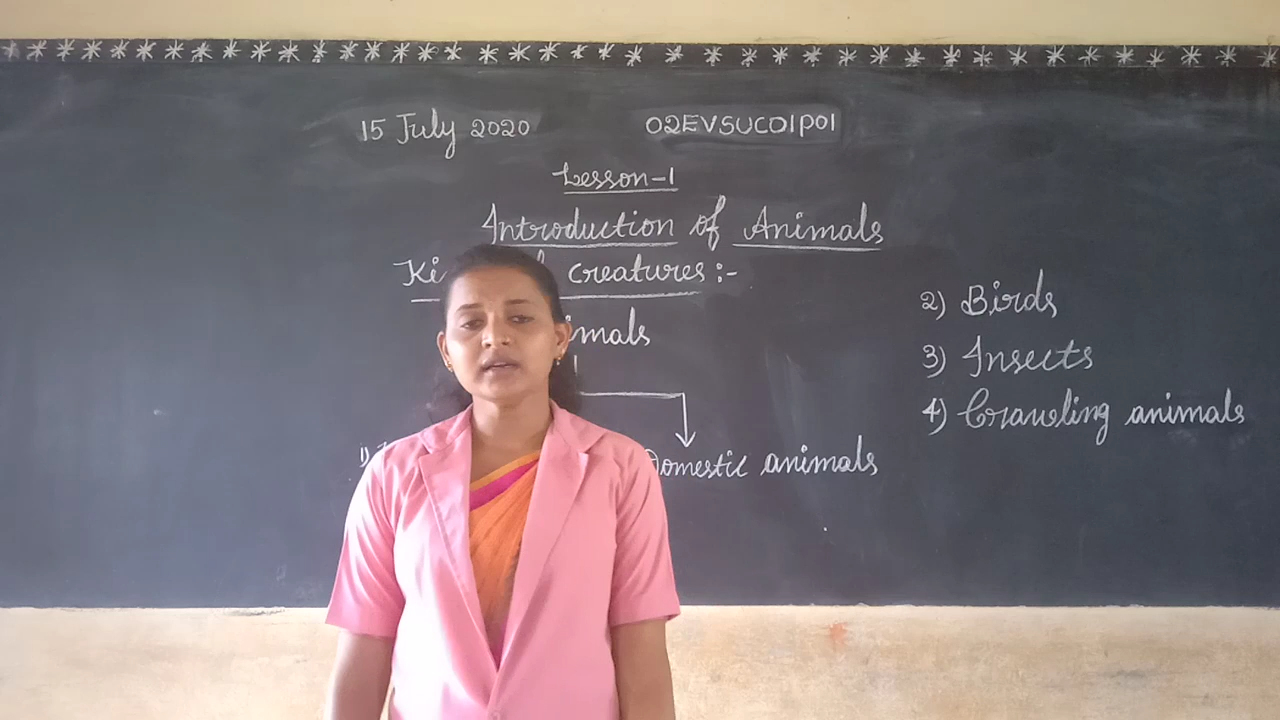 15 July 2020 02EVSUC01P01
Lesson-1
Introduction of Animals
creatures :-
2) Birds
3) Insects
4) Crawling animals
1)
Domestic animals